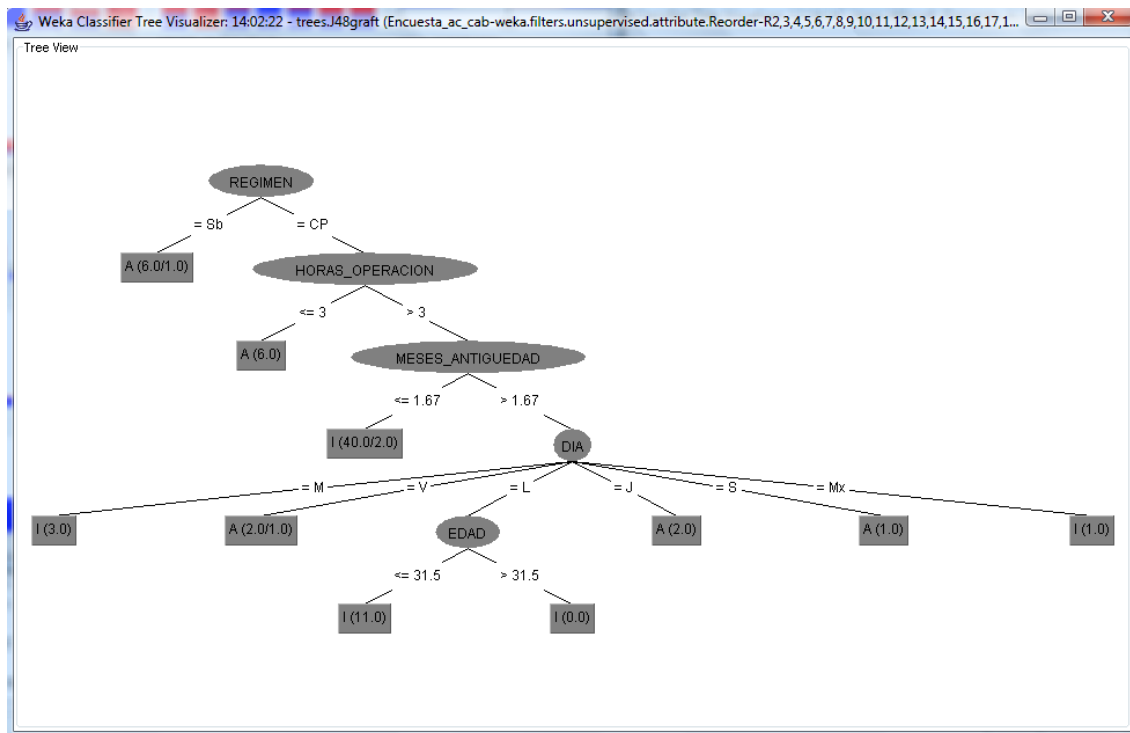 Weka Classifier Tree Visualizer: 14:02:22 - trees.J48graft (Encuesta_ac_cab-weka.filters.unsupervised.attribute.Reorder-R2,3,4,5,6,7,8,9,10,11,12,13,14,15,16,17,1...
Tree View
REGIMEN
= Sb = CP
A (6.0/1.0)
HORAS_OPERACION
<= 3 > 3
A (6.0)
MESES_ANTIGUEDAD
<= 1.67 > 1.67
I (40.0/2.0)
DIA
= M = V = L = J = S = Mx
I (3.0) A (2.0/1.0) EDAD A (2.0) A (1.0) I (1.0)
<= 31.5 > 31.5
I (11.0) I (0.0)